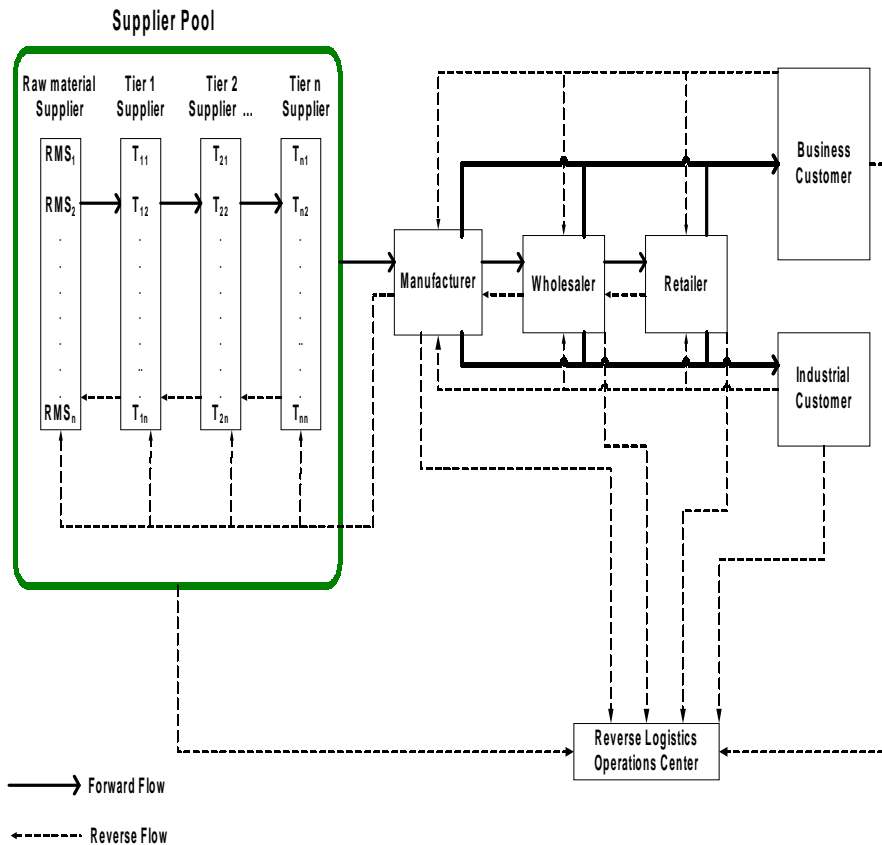 Supplier Pool
Raw material
Supplier
Tier 1
Supplier
Tier 2
Supplier ...
Tier n
Supplier
RMS₁
T₁₁
T₂₁
Tₙ₁
RMS₂
T₁₂
T₂₂
Tₙ₂
RMSₙ
T₁ₙ
T₂ₙ
Tₙₙ
Manufacturer
Wholesaler
Retailer
Business
Customer
Industrial
Customer
Reverse Logistics
Operations Center
Forward Flow
Reverse Flow